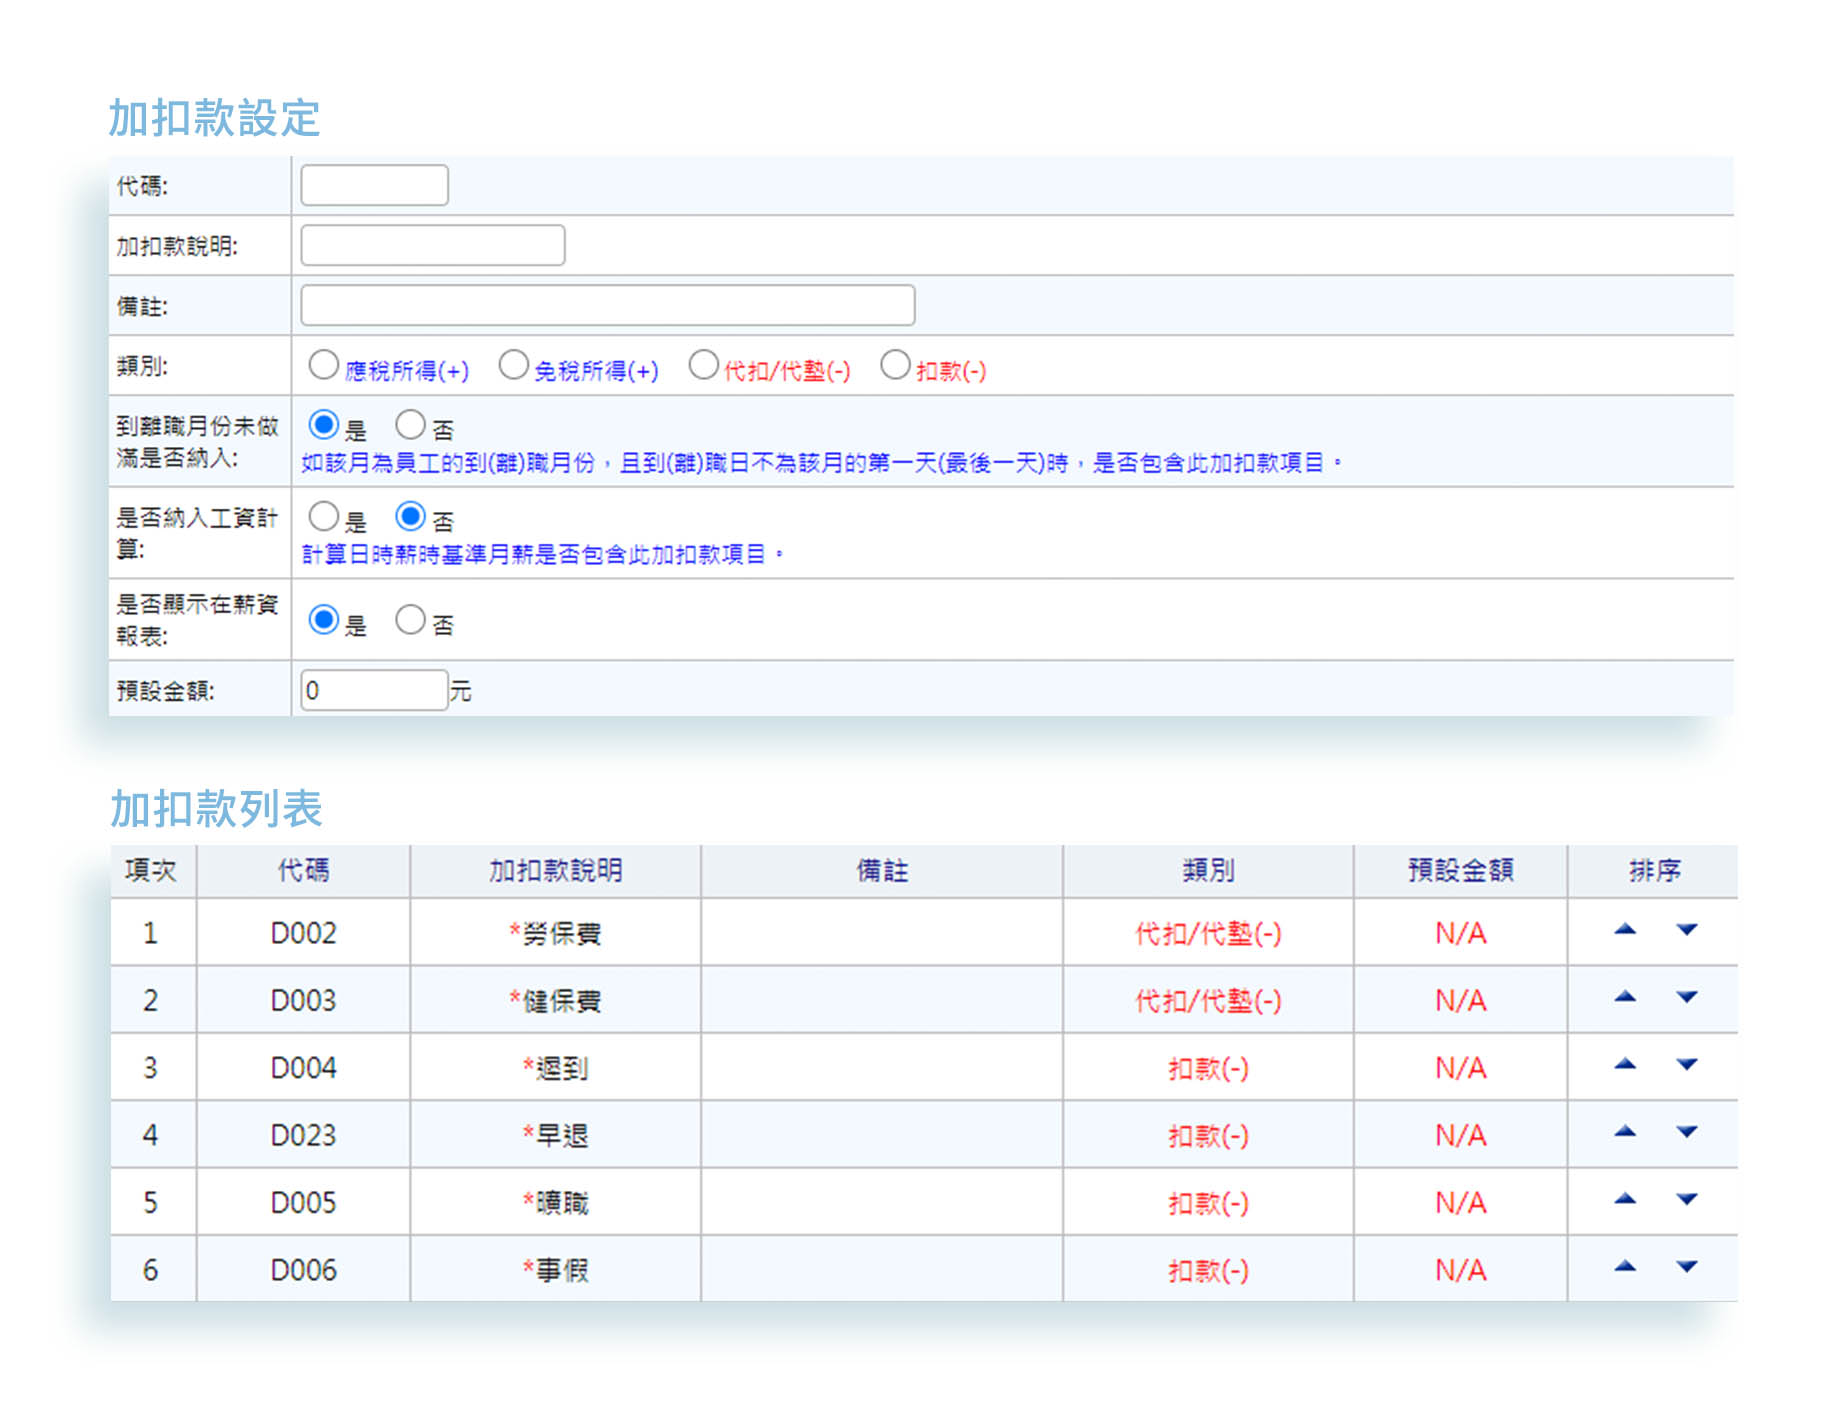 加扣款設定
代碼:
加扣款說明:
備註:
類別: 應稅所得(+) 免稅所得(+) 代扣/代墊(-) 扣款(-)
到離職月份未做
滿是否納入:
是 否
如該月為員工的到(離)職月份，且到(離)職日不為該月的第一天(最後一天)時，是否包含此加扣款項目。
是否納入工資計
算:
是 否
計算日時薪時基準月薪是否包含此加扣款項目。
是否顯示在薪資
報表:
是 否
預設金額: 0 元
加扣款列表
項次 代碼 加扣款說明 備註 類別 預設金額 排序
1 D002 *勞保費 代扣/代墊(-) N/A
2 D003 *健保費 代扣/代墊(-) N/A
3 D004 *遲到 扣款(-) N/A
4 D023 *早退 扣款(-) N/A
5 D005 *曠職 扣款(-) N/A
6 D006 *事假 扣款(-) N/A